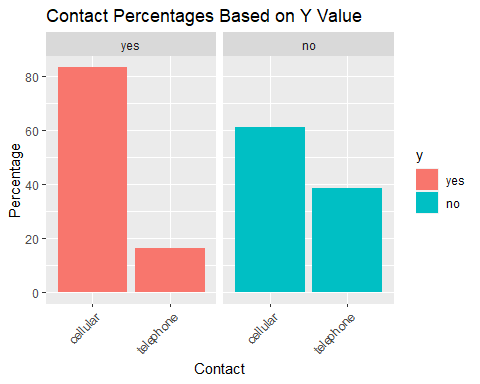 Contact Percentages Based on Y Value
yes
no
Percentage
80
60
40
20
0
cellular
telephone
cellular
telephone
Contact
y
yes
no